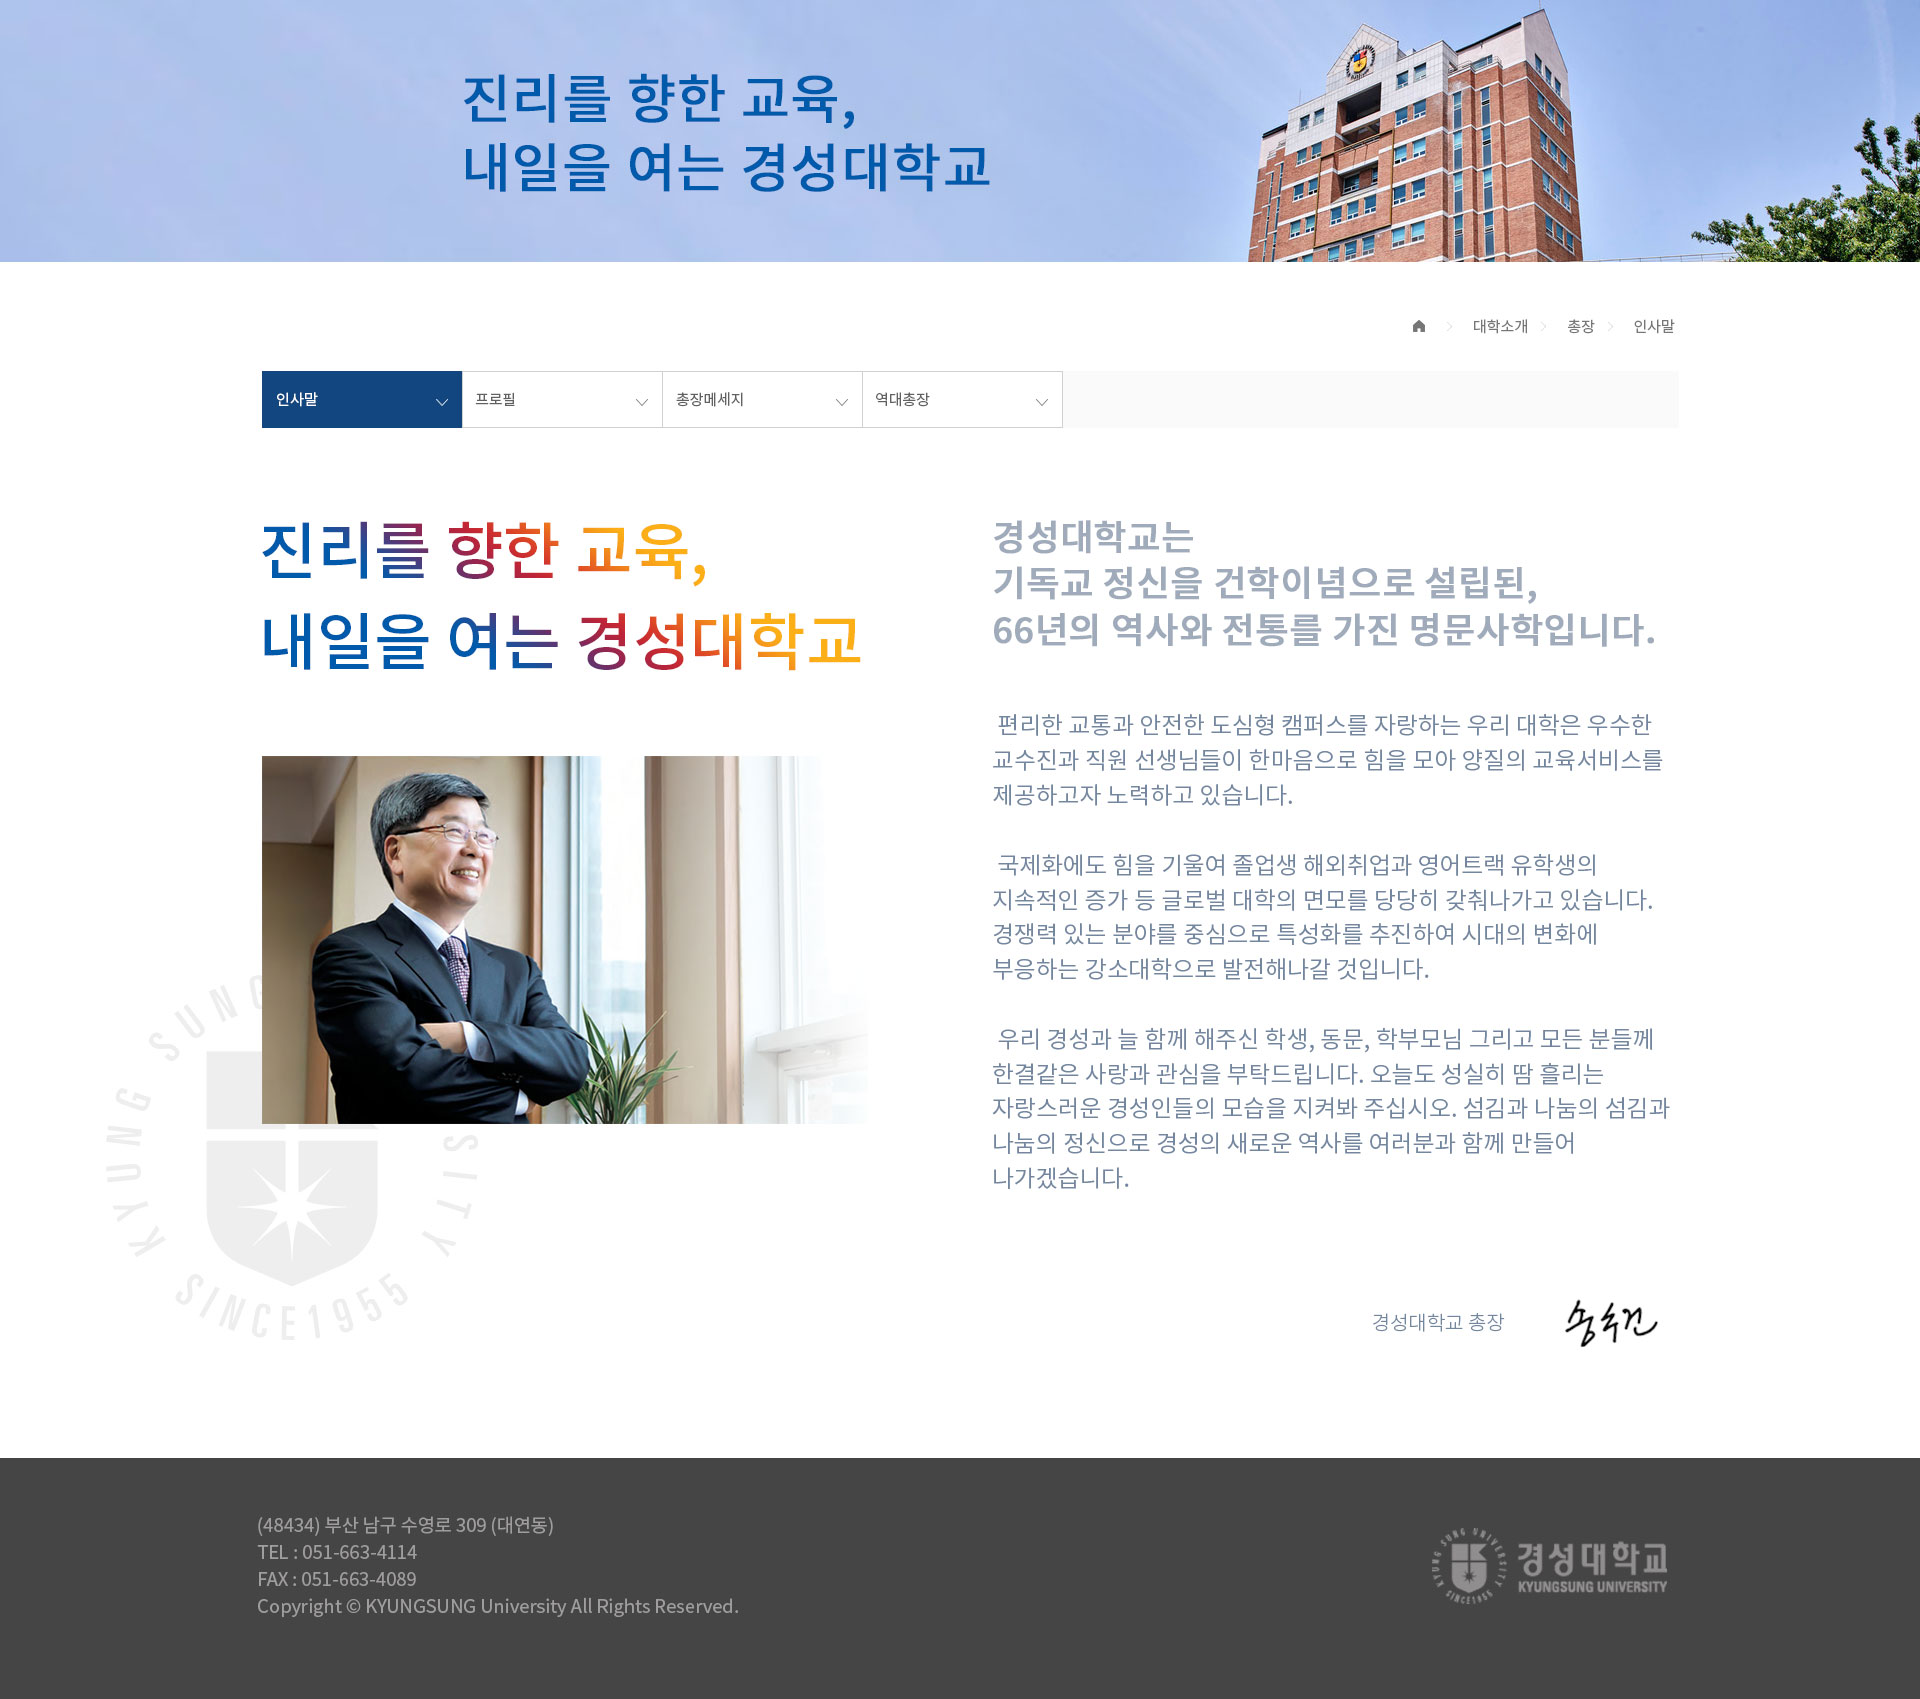 진리를 향한 교육,
내일을 여는 경성대학교
대학소개 총장 인사말
인사말 프로필 총장메세지 역대총장
진리를 향한 교육,
내일을 여는 경성대학교
경성대학교는
기독교 정신을 건학이념으로 설립된,
66년의 역사와 전통를 가진 명문사학입니다.
편리한 교통과 안전한 도심형 캠퍼스를 자랑하는 우리 대학은 우수한
교수진과 직원 선생님들이 한마음으로 힘을 모아 양질의 교육서비스를
제공하고자 노력하고 있습니다.
국제화에도 힘을 기울여 졸업생 해외취업과 영어트랙 유학생의
지속적인 증가 등 글로벌 대학의 면모를 당당히 갖춰나가고 있습니다.
경쟁력 있는 분야를 중심으로 특성화를 추진하여 시대의 변화에
부응하는 강소대학으로 발전해나갈 것입니다.
우리 경성과 늘 함께 해주신 학생, 동문, 학부모님 그리고 모든 분들께
한결같은 사랑과 관심을 부탁드립니다. 오늘도 성실히 땀 흘리는
자랑스러운 경성인들의 모습을 지켜봐 주십시오. 섬김과 나눔의 섬김과
나눔의 정신으로 경성의 새로운 역사를 여러분과 함께 만들어
나가겠습니다.
KYUNG SUNG SITY
SINCE1955
경성대학교 총장 송수건
(48434) 부산 남구 수영로 309 (대연동)
TEL : 051-663-4114
FAX : 051-663-4089
Copyright © KYUNGSUNG University All Rights Reserved.
KYUNG SUNG UNIVERSITY
SINCE1955
경성대학교
KYUNGSUNG UNIVERSITY